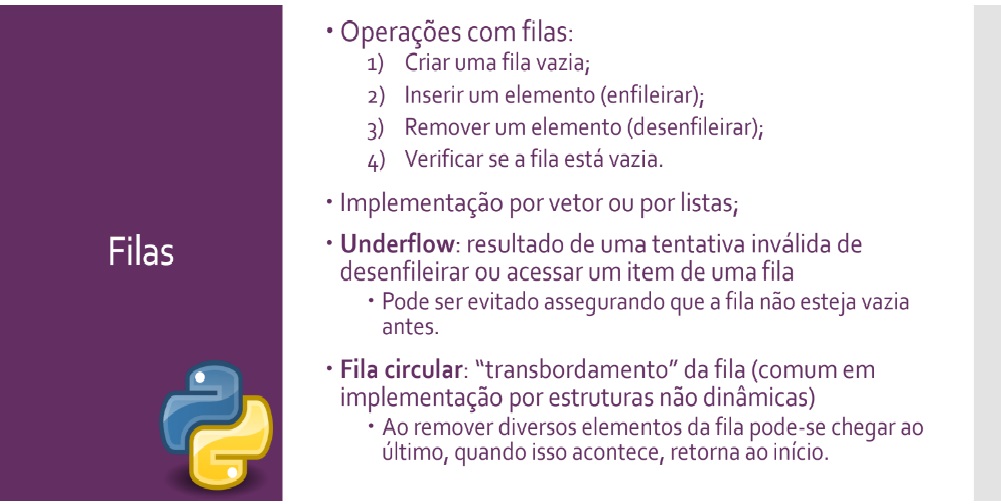 Filas
• Operações com filas:
1) Criar uma fila vazia;
2) Inserir um elemento (enfileirar);
3) Remover um elemento (desenfileirar);
4) Verificar se a fila está vazia.
• Implementação por vetor ou por listas;
• Underflow: resultado de uma tentativa inválida de
desenfileirar ou acessar um item de uma fila
• Pode ser evitado assegurando que a fila não esteja vazia
antes.
• Fila circular: “transbordamento” da fila (comum em
implementação por estruturas não dinâmicas)
• Ao remover diversos elementos da fila pode-se chegar ao
último, quando isso acontece, retorna ao início.